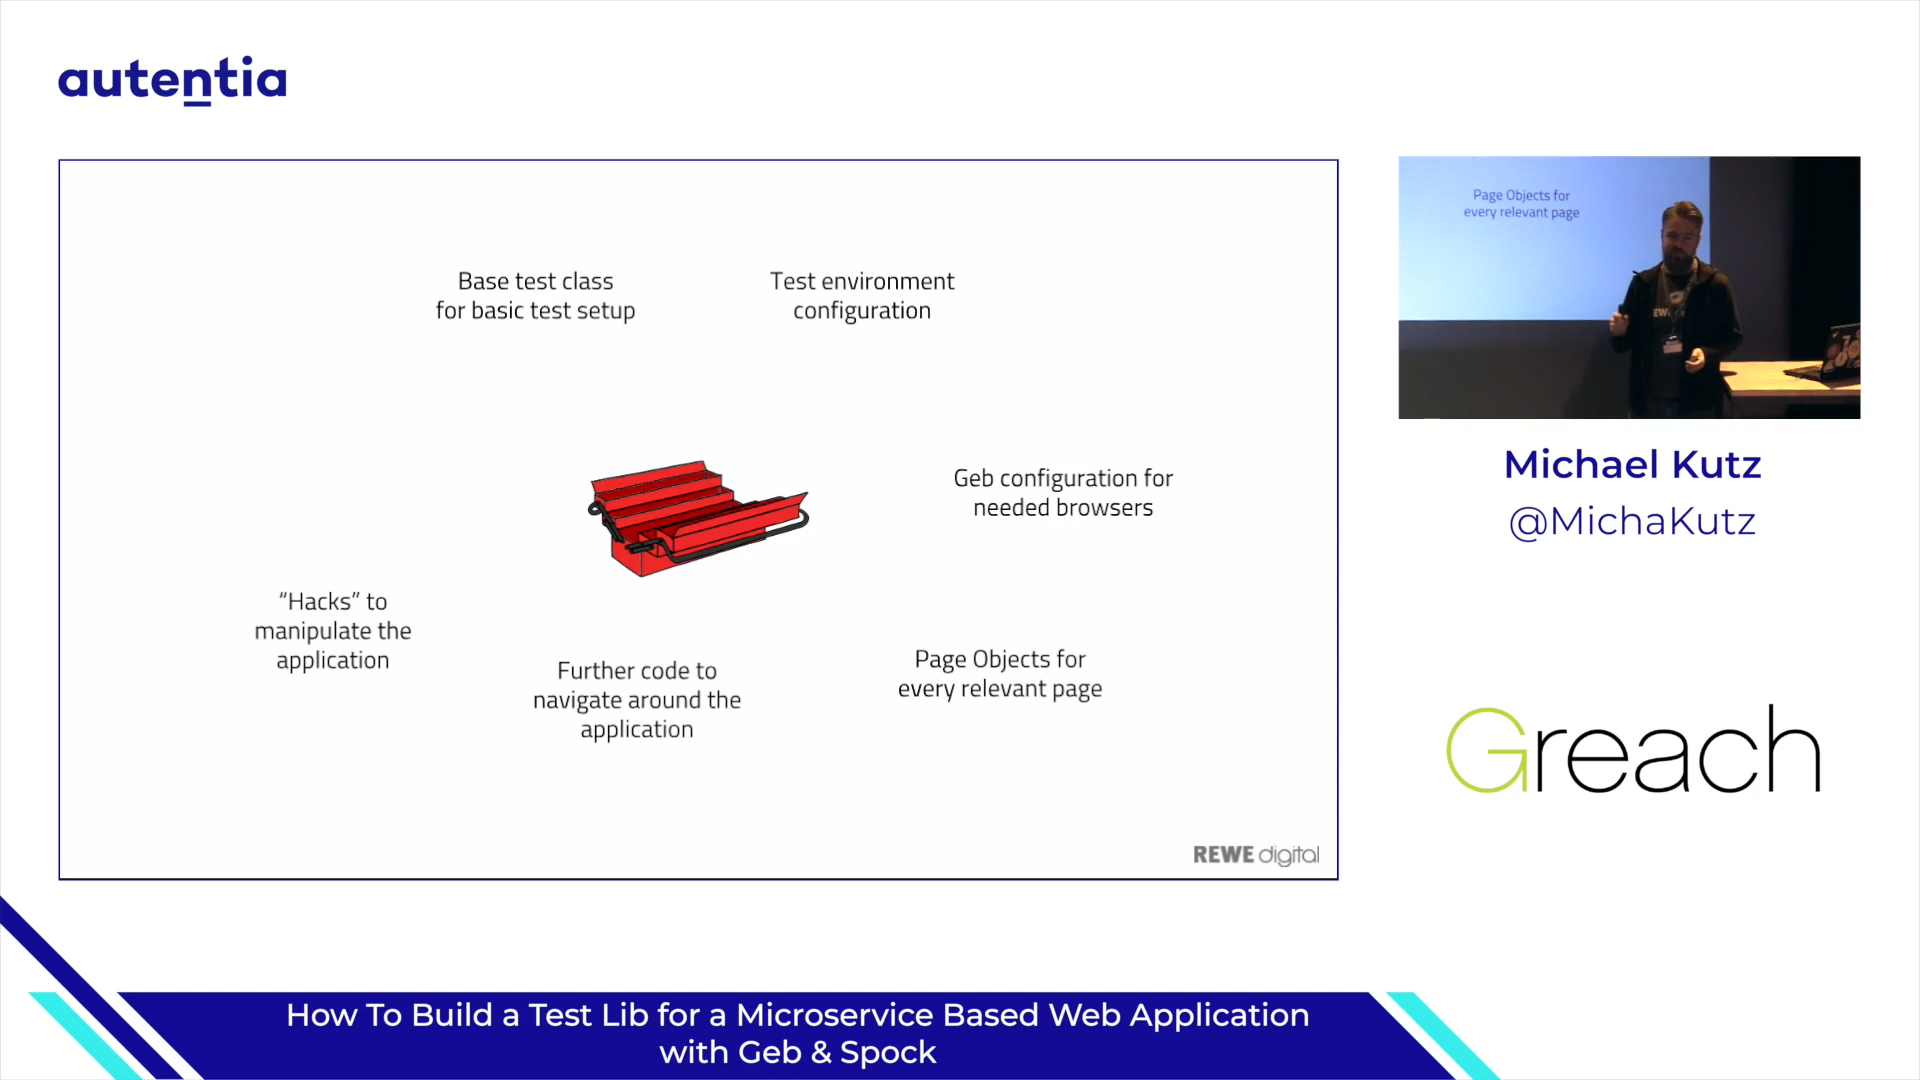 autentia
Base test class
for basic test setup
Test environment
configuration
Geb configuration for
needed browsers
"Hacks" to
manipulate the
application
Further code to
navigate around the
application
Page Objects for
every relevant page
REWE digital
Page Objects for
every relevant page
Michael Kutz
@MichaKutz
Greach
How To Build a Test Lib for a Microservice Based Web Application
with Geb & Spock